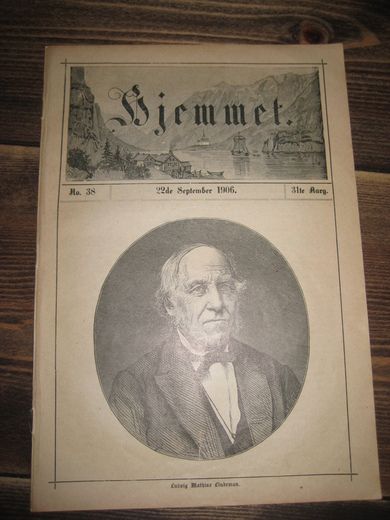 Hjemmet.
No. 38 22de September 1906. 31te Aarg.
Ludvig Mathias Lindeman.